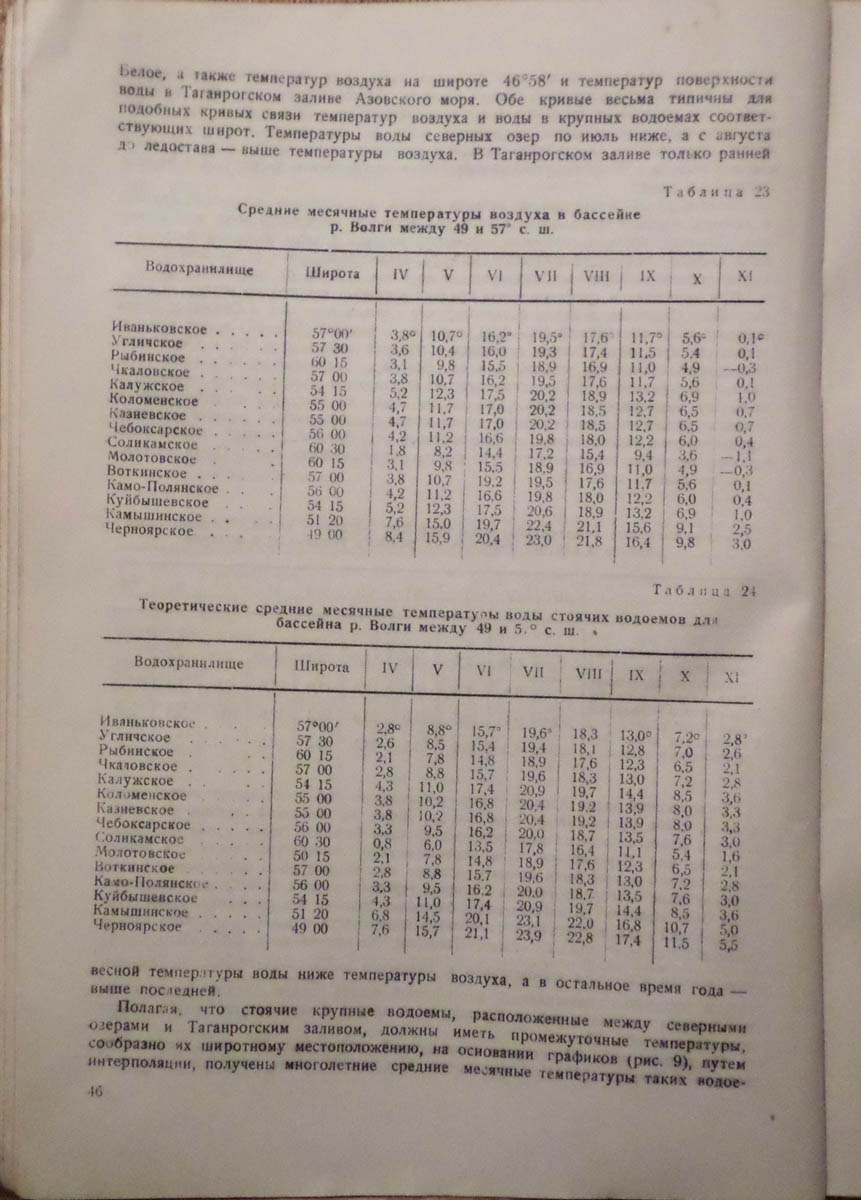 Белое, а также температур воздуха на широте 46°58′ и температур поверхности
воды в Таганрогском заливе Азовского моря. Обе кривые весьма типичны для
подобных кривых связи температур воздуха и воды в крупных водоемах соответ-
ствующих широт. Температуры воды северных озер по июль ниже, а с августа
до ледостава — выше температуры воздуха. В Таганрогском заливе только ранней
Таблица 23
Средние месячные температуры воздуха в бассейне
р. Волги между 49 и 57° с. ш.
Водохранилище Широта IV V VI VII VIII IX X XI
Иваньковское . . . . . 57°00′ 3,8° 10,7° 16,2° 19,5° 17,6° 11,7° 5,6° 0,1°
Угличское . . . . 57 30 3,6 10,4 16,0 19,3 17,4 11,5 5.4 0,1
Рыбинское . . . . . 60 15 3,1 9,8 15,5 18,9 16,9 11,0 4,9 —0,3
Чкаловское . . . . 57 00 3,8 10,7 16,2 19,5 17,6 11,7 5,6 0,1
Калужское . . . . . 54 15 5,2 12,3 17,5 20,2 18,9 13,2 6,9 1,0
Коломенское . . . 55 00 4,7 11,7 17,0 20,2 18,5 12,7 6,5 0,7
Казневское . . . . . 55 00 4,7 11,7 17,0 20,2 18,5 12,7 6,5 0,7
Чебоксарское . . . . 56 00 4,2 11,2 16,6 19,8 18,0 12,2 6,0 0,4
Соликамское . . . . 60 30 1,8 8,2 14,4 17,2 15,4 9,4 3,6 —1,1
Молотовское . . . 60 15 3,1 9,8 15,5 18,9 16,9 11,0 4,9 —0,3
Воткинское . . . . 57 00 3,8 10,7 19,2 19,5 17,6 11,7 5,6 0,1
Камо-Полянское . . . 56 00 4,2 11,2 16,6 19,8 18,0 12,2 6,0 0,4
Куйбышевское . . . 54 15 5,2 12,3 17,5 20,6 18,9 13,2 6,9 1,0
Камышинское . . 51 20 7,6 15,0 19,7 22,4 21,1 15,6 9,1 2,5
Черноярское . . . . 49 00 8,4 15,9 20,4 23,0 21,8 16,4 9,8 3,0
Таблица 24
Теоретические средние месячные температуры воды стоячих водоемов для
бассейна р. Волги между 49 и 5.° с. ш.
Водохранилище Широта IV V VI VII VIII IX X XI
Иваньковское . . 57°00′ 2,8° 8,8° 15,7° 19,6° 18,3 13,0° 7,2° 2,8°
Угличское . . . . . 57 30 2,6 8,5 15,4 19,4 18,1 12,8 7,0 2,6
Рыбинское . . . . 60 15 2,1 7,8 14,8 18,9 17,6 12,3 6,5 2,1
Чкаловское . . . . . 57 00 2,8 8,8 15,7 19,6 18,3 13,0 7,2 2,8
Калужское . . . . 54 15 4,3 11,0 17,4 20,9 19,7 14,4 8,5 3,6
Коломенское . . . 55 00 3,8 10,2 16,8 20,4 19,2 13,9 8,0 3,3
Казневское . . . 55 00 3,8 10,2 16,8 20,4 19,2 13,9 8,0 3,3
Чебоксарское . . . . . 56 00 3,3 9,5 16,2 20,0 18,7 13,5 7,6 3,0
Соликамское . . . 60 30 0,8 6,0 13,5 17,8 16,4 11,1 5,4 1,6
Молотовское . . . 50 15 2,1 7,8 14,8 18,9 17,6 12,3 6,5 2,1
Воткинское . . . . 57 00 2,8 8,8 15,7 19,6 18,3 13,0 7,2 2,8
Камо-Полянское . . . . 56 00 3,3 9,5 16.2 20.0 18,7 13,5 7,6 3,0
Куйбышевское . . . 54 15 4,3 11,0 17,4 20,9 19,7 14,4 8,5 3,6
Камышинское . . . . . 51 20 6,8 14,5 20,1 23,1 22,0 16,8 10,7 5,0
Черноярское . . . . 49 00 7,6 15,7 21,1 23,9 22,8 17,4 11,5 5,5
весной температуры воды ниже температуры воздуха, а в остальное время года —
выше последней.
Полагая, что стоячие крупные водоемы, расположенные между северными
озерами и Таганрогским заливом, должны иметь промежуточные температуры,
сообразно их широтному местоположению, на основании графиков (рис. 9), путем
интерполяции, получены многолетние средние месячные температуры таких водое-
46